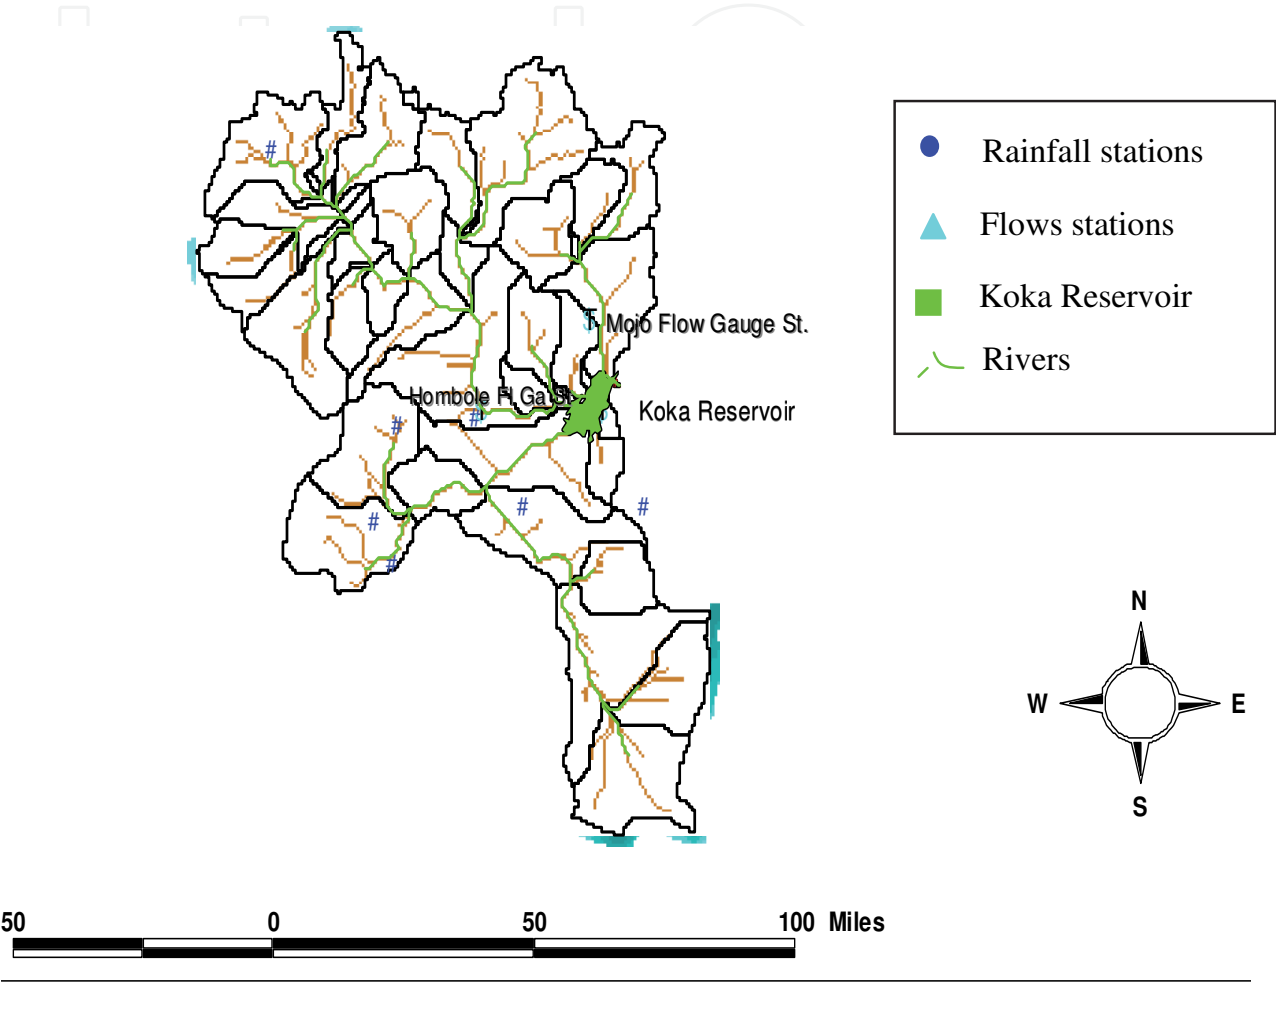 Rainfall stations
Flows stations
Koka Reservoir
Rivers
#
Mojo Flow Gauge St.
Hombole Fl Ga St.
Koka Reservoir
#
#
#
#
#
#
N
W
E
S
50 0 50 100 Miles